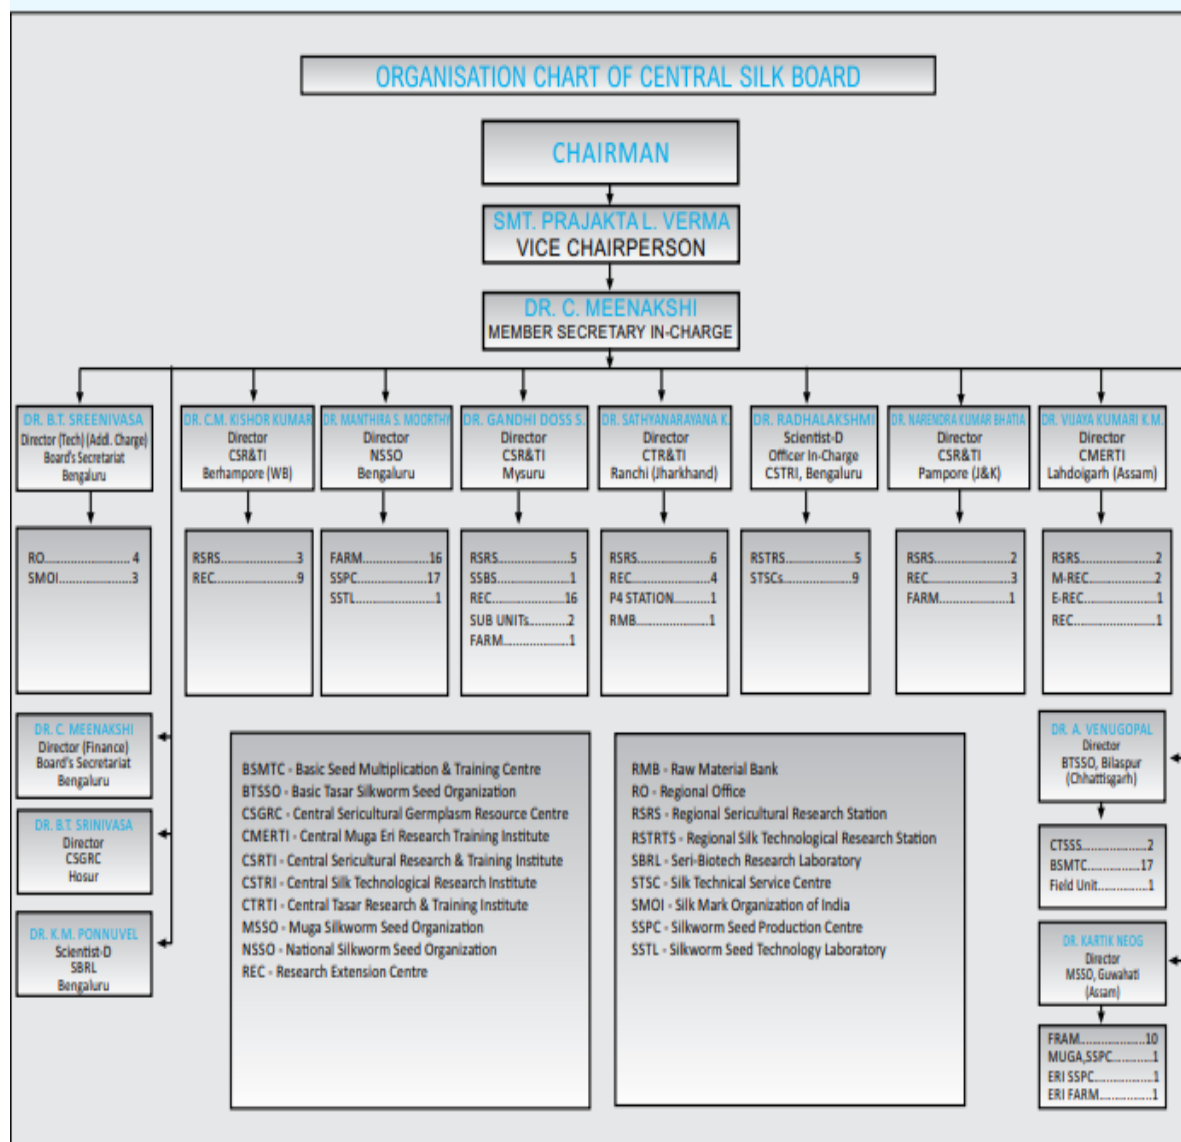 ORGANISATION CHART OF CENTRAL SILK BOARD
CHAIRMAN
SMT. PRAJAKTA L. VERMA
VICE CHAIRPERSON
DR. C. MEENAKSHI
MEMBER SECRETARY IN-CHARGE
DR. B.T. SREENIVASA
Director (Tech) (Addl. Charge)
Board's Secretariat
Bengaluru
RO 4
SMOI 3
DR. C.M. KISHOR KUMAR
Director
CSR&TI
Berhampore (WB)
RSRS 3
REC 9
DR. MANTHIRA S. MOORTHY
Director
NSSO
Bengaluru
FARM 16
SSPC 17
SSTL 1
DR. GANDHI DOSS S.
Director
CSR&TI
Mysuru
RSRS 5
SSBS 1
REC 16
SUB UNITs 2
FARM 1
DR. SATHYANARAYANA K.
Director
CTR&TI
Ranchi (Jharkhand)
RSRS 6
REC 4
P4 STATION 1
RMB 1
DR. RADHALAKSHMI
Scientist-D
Officer In-Charge
CSTRI, Bengaluru
RSTRS 5
STSCs 9
DR. NARENDRA KUMAR BHATIA
Director
CSR&TI
Pampore (J&K)
RSRS 2
REC 3
FARM 1
DR. VIJAYA KUMARI K.M.
Director
CMERTI
Lahdoigarh (Assam)
RSRS 2
M-REC 2
E-REC 1
REC 1
DR. C. MEENAKSHI
Director (Finance)
Board's Secretariat
Bengaluru
DR. B.T. SRINIVASA
Director
CSGRC
Hosur
DR. K.M. PONNUVEL
Scientist-D
SBRL
Bengaluru
BSMTC - Basic Seed Multiplication & Training Centre
BTSSO - Basic Tasar Silkworm Seed Organization
CSGRC - Central Sericultural Germplasm Resource Centre
CMERTI - Central Muga Eri Research Training Institute
CSRTI - Central Sericultural Research & Training Institute
CSTRI - Central Silk Technological Research Institute
CTRTI - Central Tasar Research & Training Institute
MSSO - Muga Silkworm Seed Organization
NSSO - National Silkworm Seed Organization
REC - Research Extension Centre
RMB - Raw Material Bank
RO - Regional Office
RSRS - Regional Sericultural Research Station
RSTRTS - Regional Silk Technological Research Station
SBRL - Seri-Biotech Research Laboratory
STSC - Silk Technical Service Centre
SMOI - Silk Mark Organization of India
SSPC - Silkworm Seed Production Centre
SSTL - Silkworm Seed Technology Laboratory
DR. A. VENUGOPAL
Director
BTSSO, Bilaspur
(Chhattisgarh)
CTSSS 2
BSMTC 17
Field Unit 1
DR. KARTIK NEOG
Director
MSSO, Guwahati
(Assam)
FRAM 10
MUGA,SSPC 1
ERI SSPC 1
ERI FARM 1